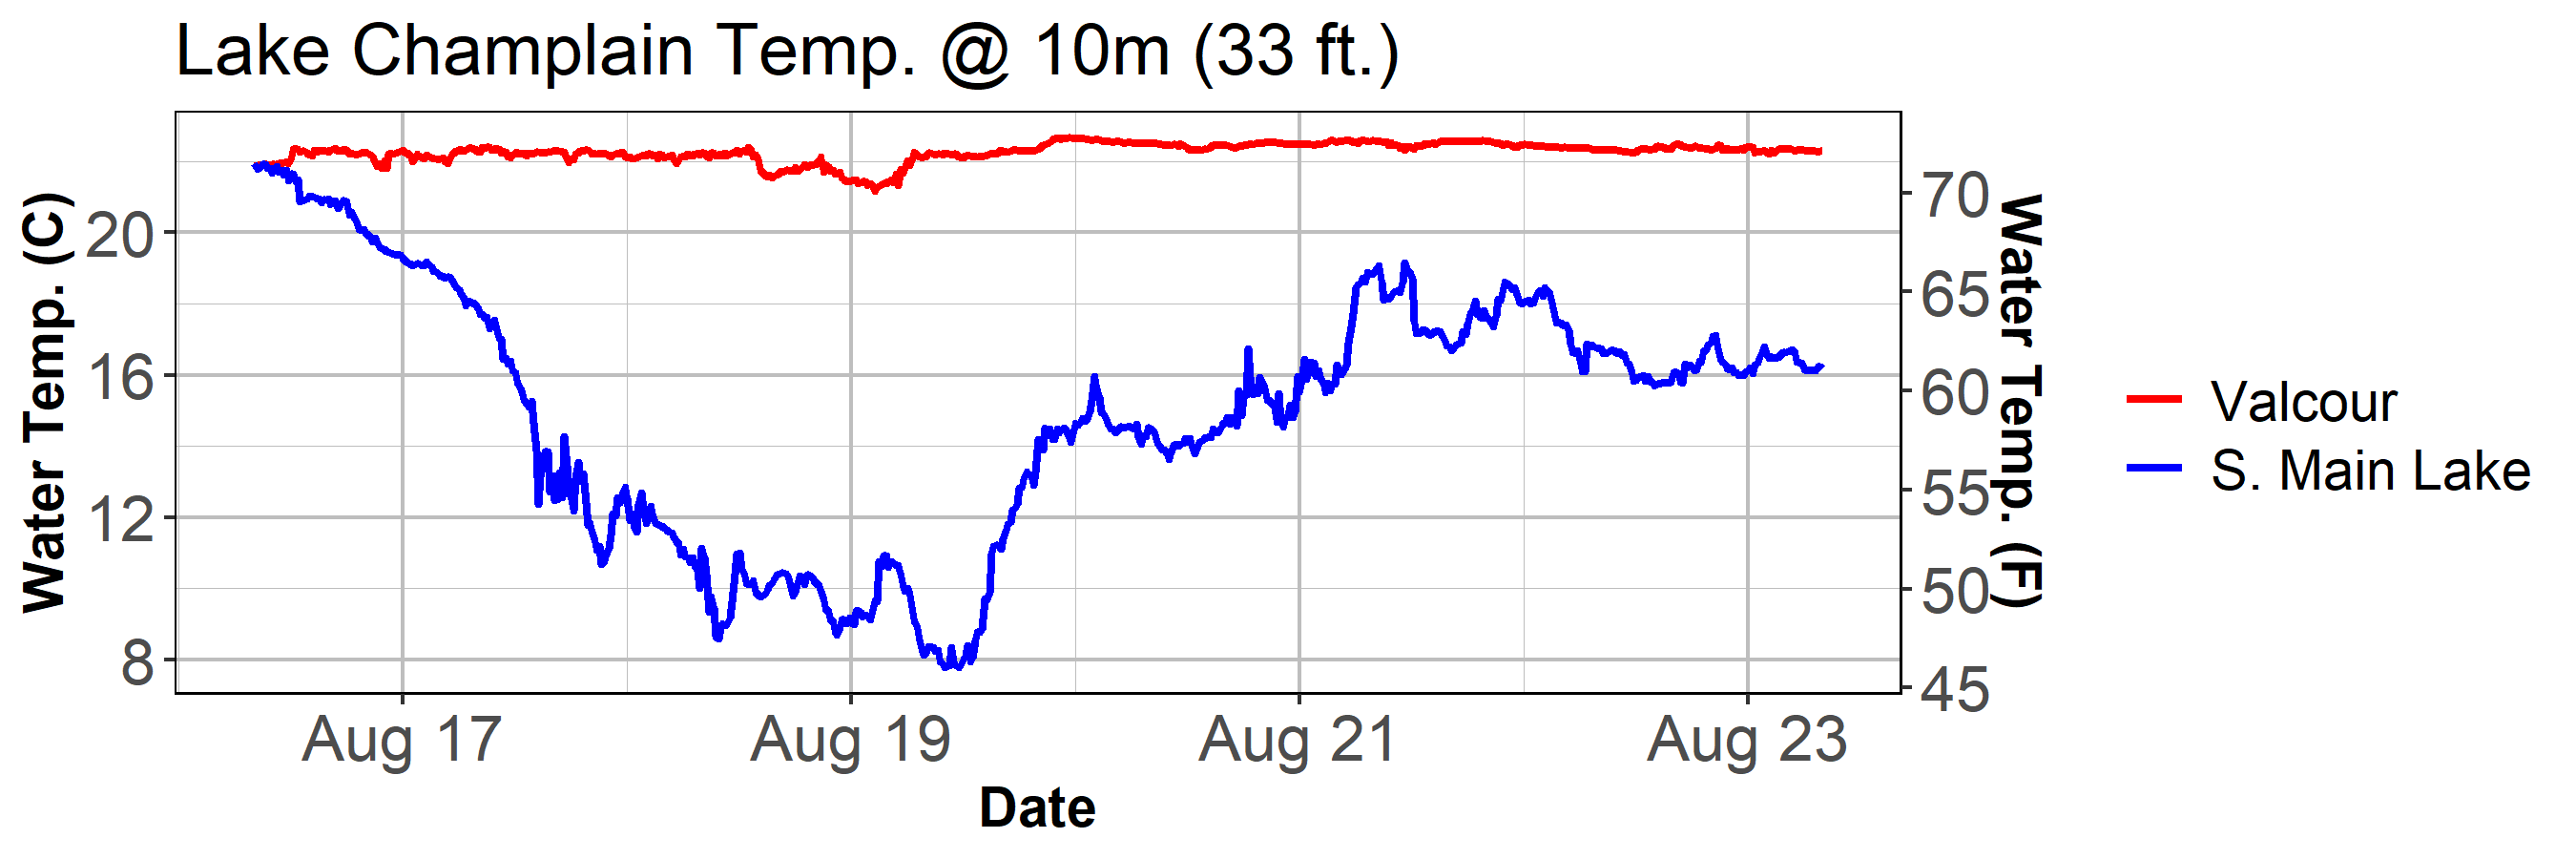 Lake Champlain Temp. @ 10m (33 ft.)
Water Temp. (C)
20
16
12
8
70
65
60
55
50
45
Water Temp. (F)
Aug 17
Aug 19
Aug 21
Aug 23
Date
Valcour
S. Main Lake